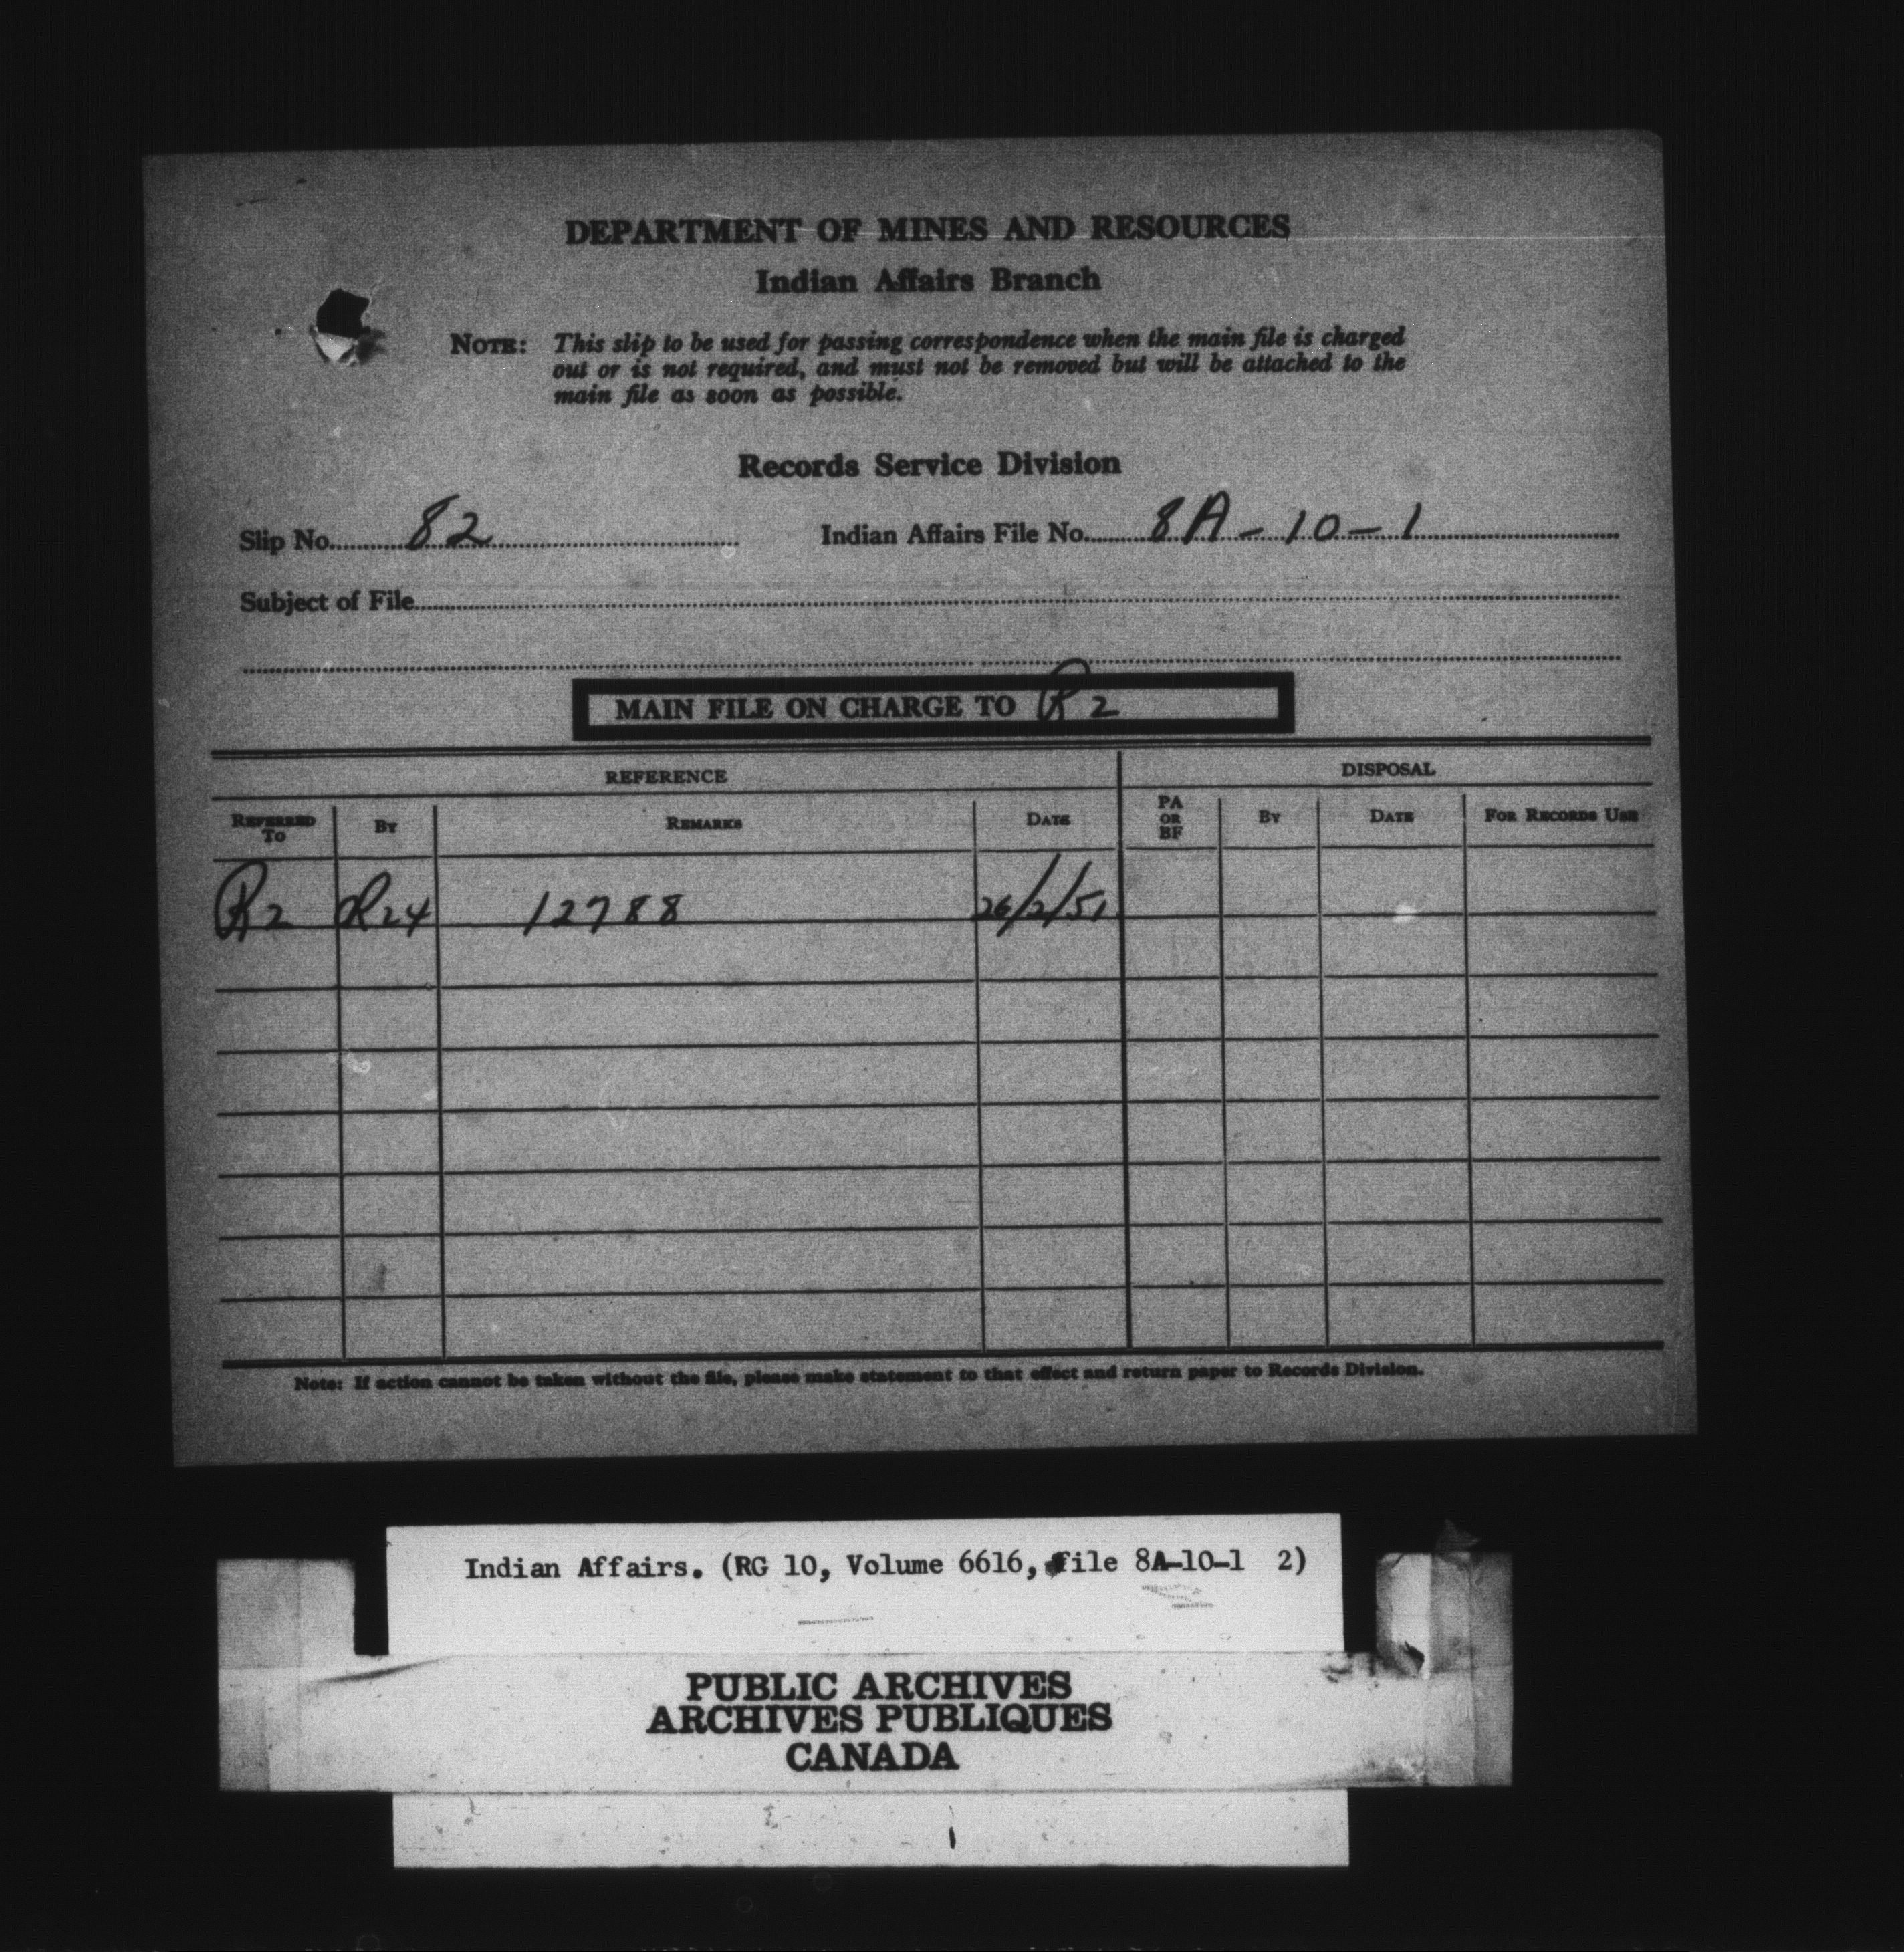 DEPARTMENT OF MINES AND RESOURCES
Indian Affairs Branch
NOTE: This slip to be used for passing correspondence when the main file is charged
out or is not required, and must not be removed but will be attached to the
main file as soon as possible.
Records Service Division
Slip No. 82 Indian Affairs File No. 8A-10-1
Subject of File
MAIN FILE ON CHARGE TO R2
REFERENCE DISPOSAL
REFERRED TO BY REMARKS DATE PA OR BF BY DATE FOR RECORDS USE
R2 R24 12788 26/2/51
Note: If action cannot be taken without the file, please make statement to that effect and return paper to Records Division.
Indian Affairs. (RG 10, Volume 6616, file 8A-10-1 2)
PUBLIC ARCHIVES
ARCHIVES PUBLIQUES
CANADA